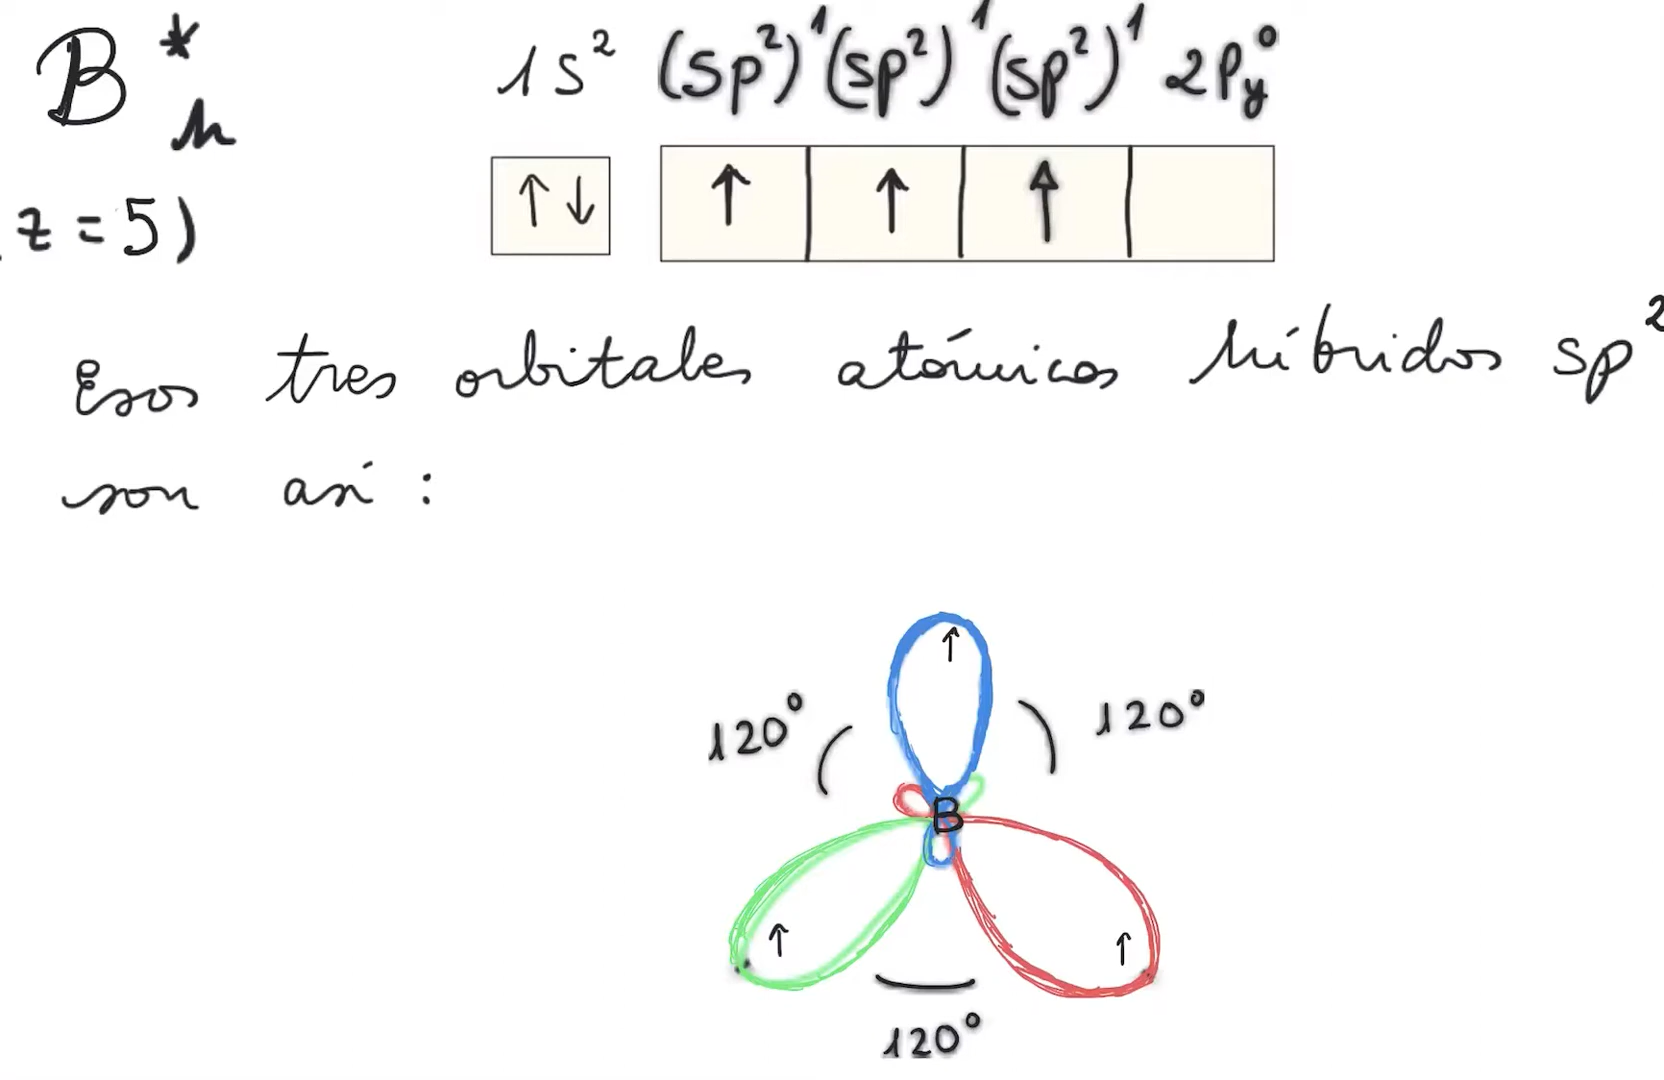 B*ₕ 1s² (sp²)¹(sp²)¹(sp²)¹ 2Py⁰
z = 5) ↑↓ ↑ ↑ ↑
Esos tres orbitales atómicos híbridos sp²
son así :
↑
120° 120°
B
↑ ↑
120°